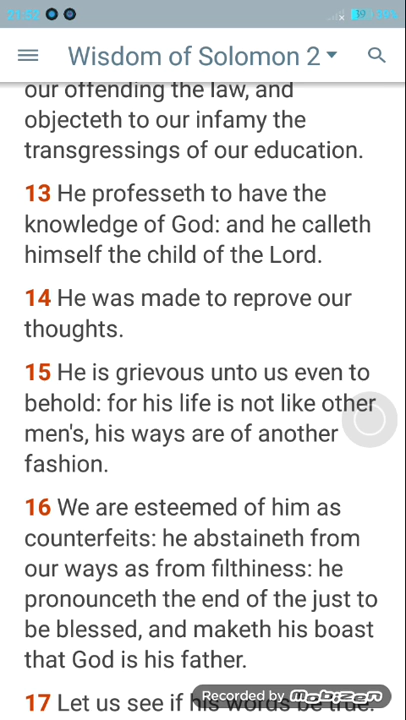 Wisdom of Solomon 2
our offending the law, and
objecteth to our infamy the
transgressings of our education.
13 He professeth to have the
knowledge of God: and he calleth
himself the child of the Lord.
14 He was made to reprove our
thoughts.
15 He is grievous unto us even to
behold: for his life is not like other
men's, his ways are of another
fashion.
16 We are esteemed of him as
counterfeits: he abstaineth from
our ways as from filthiness: he
pronounceth the end of the just to
be blessed, and maketh his boast
that God is his father.
17 Let us see if his words be true:
Recorded by mobizen